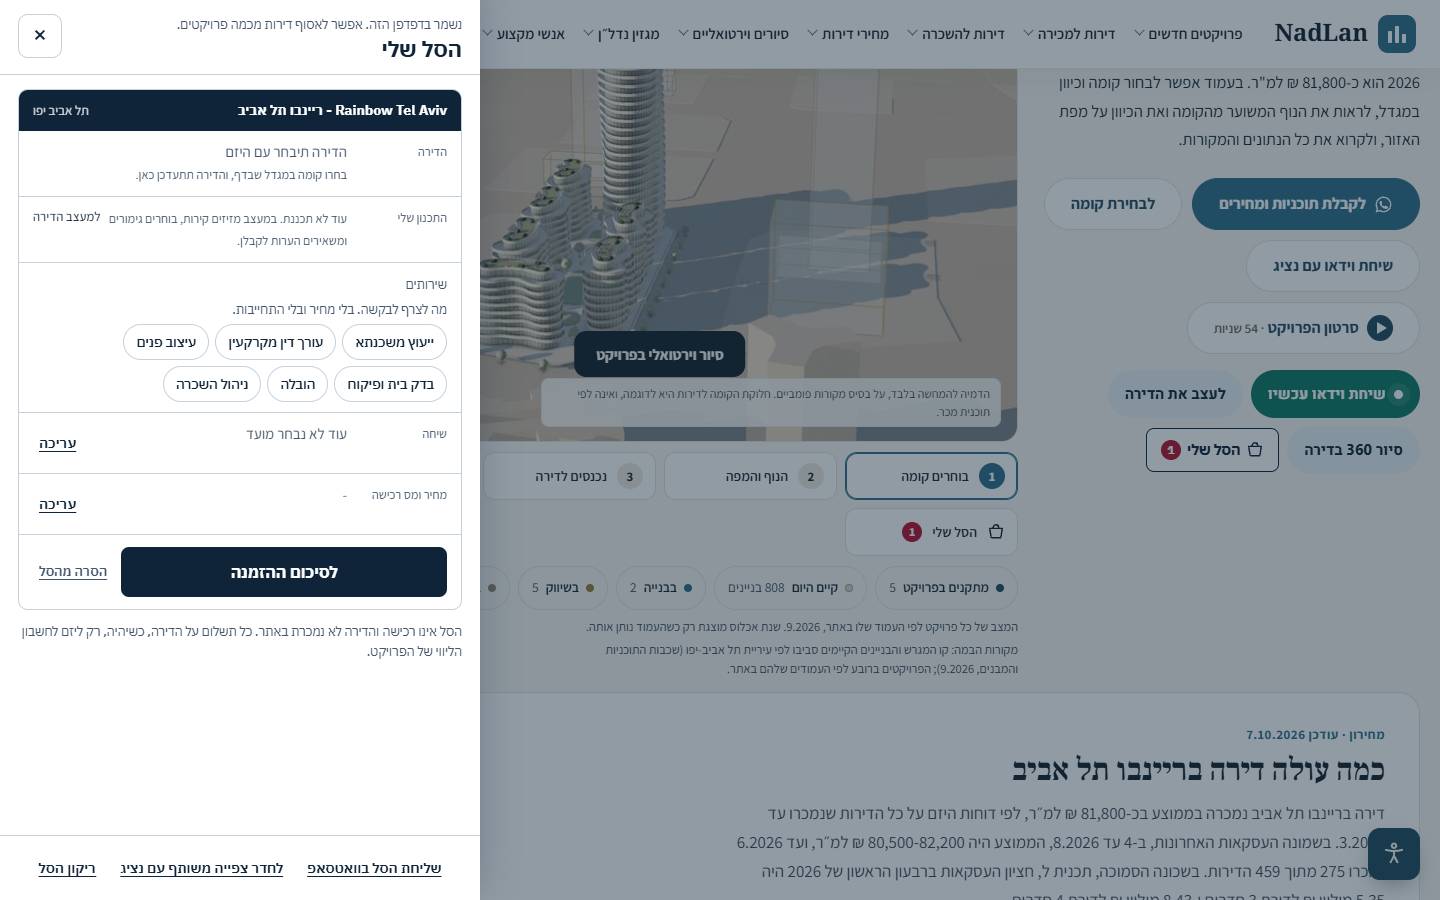 NadLan
פרויקטים חדשים
דירות למכירה
דירות להשכרה
מחירי דירות
סיורים וירטואליים
מגזין נדל״ן
אנשי מקצוע
2026 הוא כ-81,800 ₪ למ"ר. בעמוד אפשר לבחור קומה וכיוון
במגדל, לראות את הנוף המשוער מהקומה ואת הכיוון על מפת
האזור, ולקרוא את כל הנתונים והמקורות.
לקבלת תוכניות ומחירים
לבחירת קומה
שיחת וידאו עם נציג
סרטון הפרויקט · 54 שניות
שיחת וידאו עכשיו
לעצב את הדירה
סיור 360 בדירה
הסל שלי 1
סיור וירטואלי בפרויקט
הדמיה להמחשה בלבד, על בסיס מקורות פומביים. חלוקת הקומה לדירות היא לדוגמה, ואינה לפי
תוכנית מכר.
1 בוחרים קומה
2 הנוף והמפה
3 נכנסים לדירה
הסל שלי 1
מתקנים בפרויקט 5
קיים היום 808 בניינים
בבנייה 2
בשיווק 5
המצב של כל פרויקט לפי העמוד שלו באתר, 9.2026. שנת אכלוס מוצגת רק כשהעמוד נותן אותה.
מקורות הבמה: קו המגרש והבניינים הקיימים סביבו לפי עיריית תל אביב-יפו (שכבות התוכניות
והמבנים, 9.2026); הפרויקטים ברובע לפי העמודים שלהם באתר.
מחירון · עודכן 7.10.2026
כמה עולה דירה בריינבו תל אביב
דירה בריינבו תל אביב נמכרה בממוצע בכ-81,800 ₪ למ״ר, לפי דוחות היזם על כל הדירות שנמכרו עד
3.20. בשמונה העסקאות האחרונות, ב-4 עד 8.2026, הממוצע היה 80,500-82,200 ₪ למ״ר, ועד 6.2026
נמכרו 275 מתוך 459 הדירות. בשכונה הסמוכה, תכנית ל, חציון העסקאות ברבעון הראשון של 2026 היה
נשמר בדפדפן הזה. אפשר לאסוף דירות מכמה פרויקטים.
הסל שלי
×
Rainbow Tel Aviv - ריינבו תל אביב
תל אביב יפו
הדירה
הדירה תיבחר עם היזם
בחרו קומה במגדל שבדף, והדירה תתעדכן כאן.
התכנון שלי
עוד לא תכננת. במעצב מזיזים קירות, בוחרים גימורים
ומשאירים הערות לקבלן.
למעצב הדירה
שירותים
מה לצרף לבקשה. בלי מחיר ובלי התחייבות.
ייעוץ משכנתא
עורך דין מקרקעין
עיצוב פנים
בדק בית ופיקוח
הובלה
ניהול השכרה
שיחה
עוד לא נבחר מועד
עריכה
מחיר ומס רכישה
-
עריכה
לסיכום ההזמנה
הסרה מהסל
הסל אינו רכישה והדירה לא נמכרת באתר. כל תשלום על הדירה, כשיהיה, רק ליזם לחשבון
הליווי של הפרויקט.
שליחת הסל בוואטסאפ
לחדר צפייה משותף עם נציג
ריקון הסל